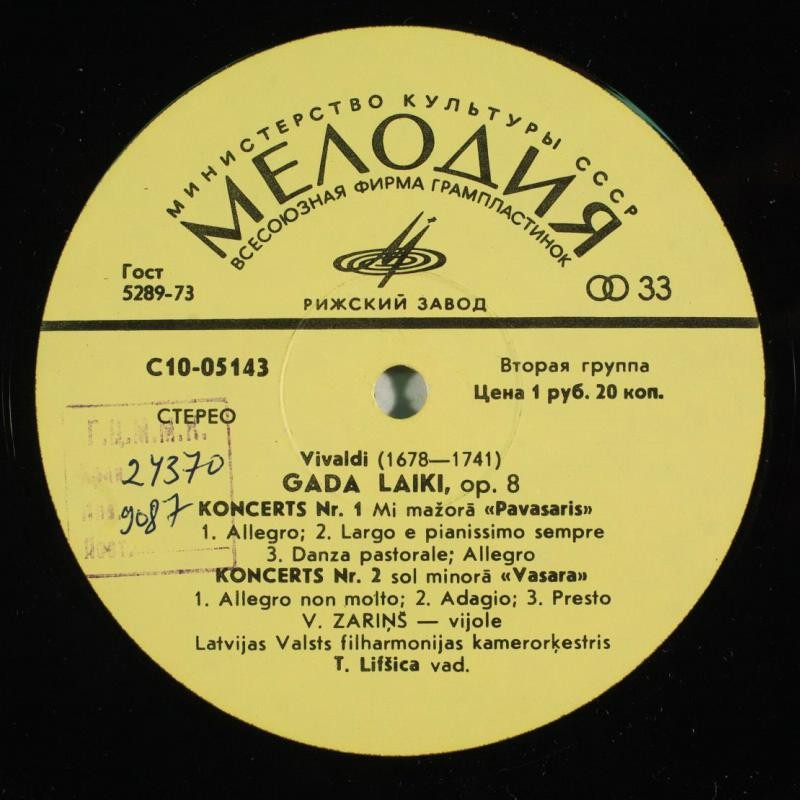 МИНИСТЕРСТВО КУЛЬТУРЫ СССР
МЕЛОДИЯ
ВСЕСОЮЗНАЯ ФИРМА ГРАМПЛАСТИНОК
Гост
5289-73
33
РИЖСКИЙ ЗАВОД
С10-05143
Вторая группа
Цена 1 руб. 20 коп.
СТЕРЕО
Г.Ц.М.М.К.
24370
9087
Vivaldi (1678—1741)
GADA LAIKI, op. 8
KONCERTS Nr. 1 Mi mažorā «Pavasaris»
1. Allegro; 2. Largo e pianissimo sempre
3. Danza pastorale; Allegro
KONCERTS Nr. 2 sol minorā «Vasara»
1. Allegro non molto; 2. Adagio; 3. Presto
V. ZARIŅŠ — vijole
Latvijas Valsts filharmonijas kamerorķestris
T. Lifšica vad.